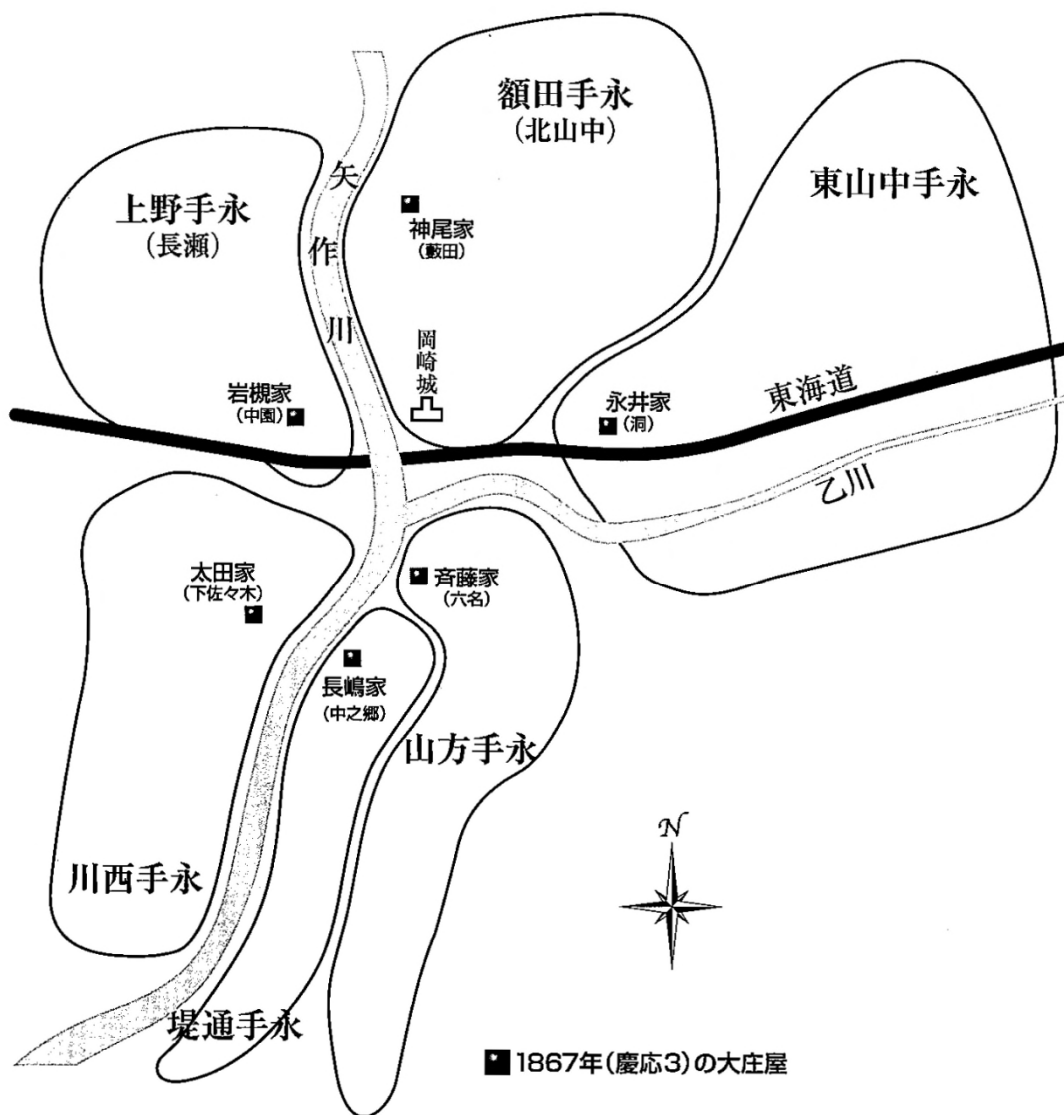 額田手永
(北山中)
東山中手永
上野手永
(長瀬)
矢作川
神尾家
(藪田)
岡崎城
岩槻家
(中園)
永井家
(洞)
東海道
乙川
太田家
(下佐々木)
斉藤家
(六名)
長嶋家
(中之郷)
山方手永
川西手永
堤通手永
N
1867年(慶応3)の大庄屋